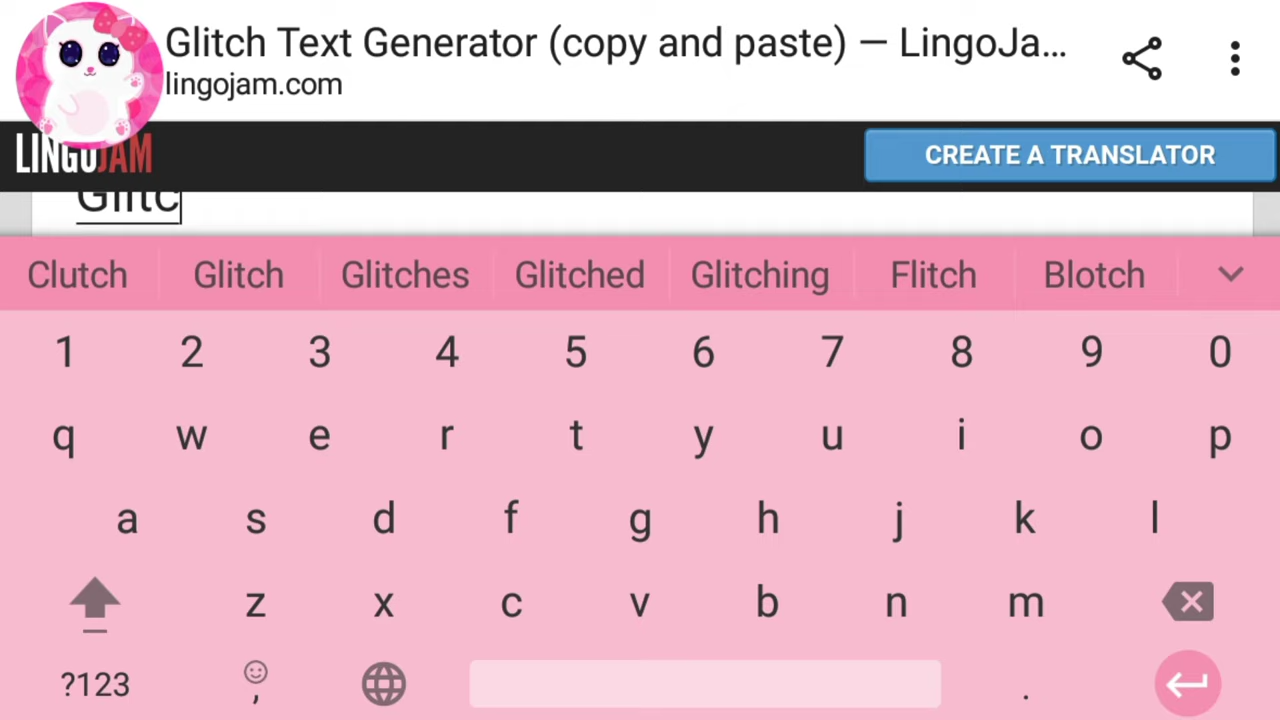 Glitch Text Generator (copy and paste) — LingoJa...
lingojam.com
LINGOJAM
CREATE A TRANSLATOR
Glitc
Clutch Glitch Glitches Glitched Glitching Flitch Blotch
1 2 3 4 5 6 7 8 9 0
q w e r t y u i o p
a s d f g h j k l
z x c v b n m
?123 , .